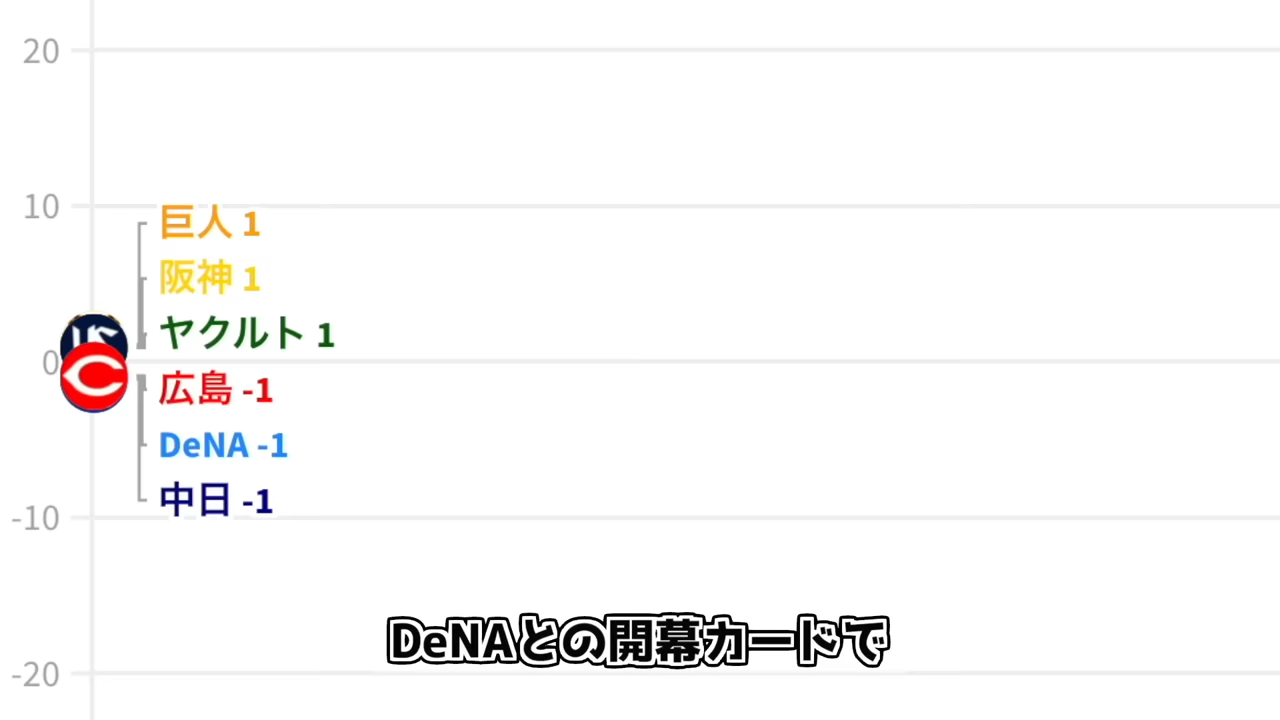 20
10
巨人 1
阪神 1
ヤクルト 1
0
広島 -1
DeNA -1
中日 -1
-10
DeNAとの開幕カードで
-20